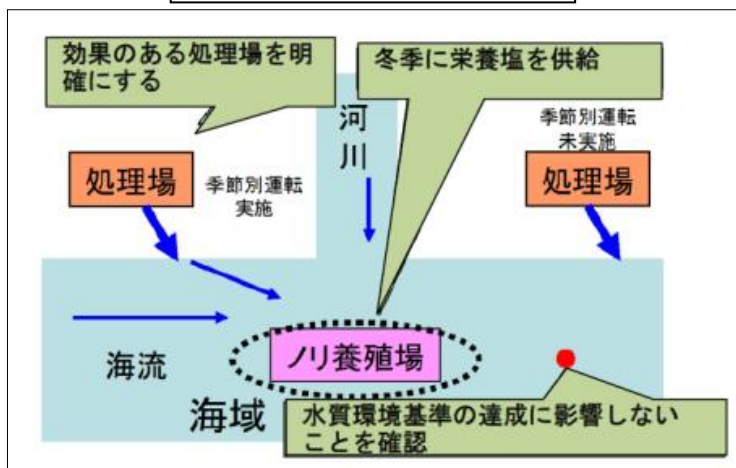 効果のある処理場を明
確にする
冬季に栄養塩を供給
河
川
季節別運転
未実施
処理場
季節別運転
実施
処理場
ノリ養殖場
海流
海域
水質環境基準の達成に影響しない
ことを確認